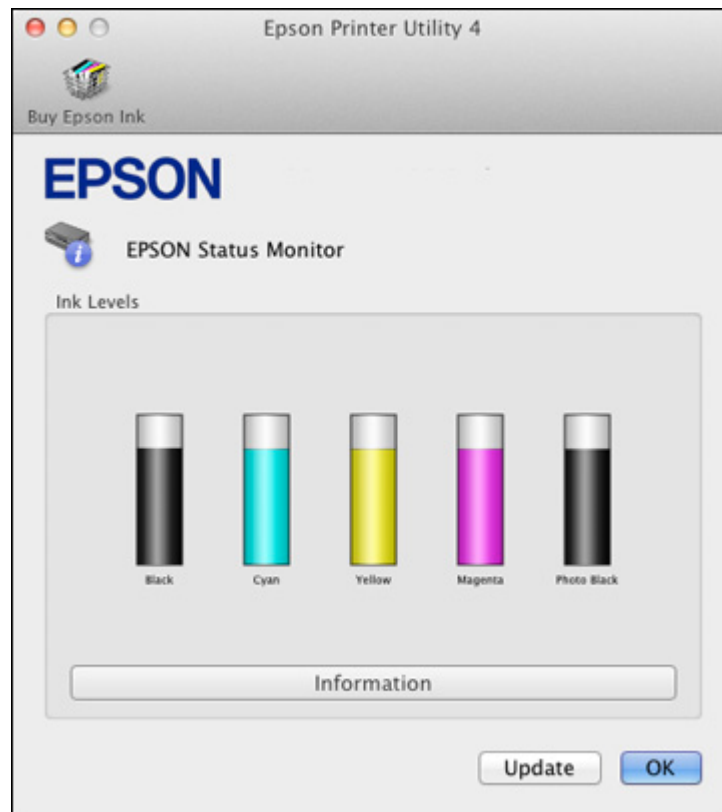 Epson Printer Utility 4
Buy Epson Ink
EPSON
EPSON Status Monitor
Ink Levels
Black Cyan Yellow Magenta Photo Black
Information
Update OK